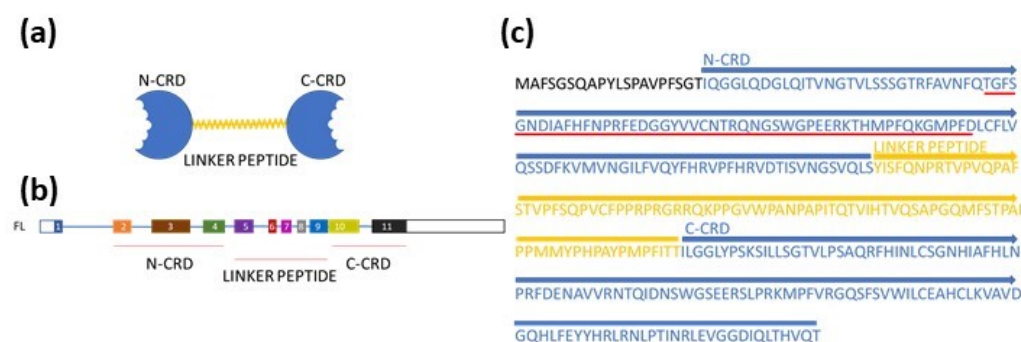 (a)
N-CRD
C-CRD
LINKER PEPTIDE
(b)
FL
1 2 3 4 5 6 7 8 9 10 11
N-CRD
LINKER PEPTIDE
C-CRD
(c)
N-CRD
MAFSGSQAPYLSPAVPFSGTIQGGLQDGLQITVNGTVLSSSGTRFAVNFQTGFS
GNDIAFHFNPRFEDGGYVVCNTRQNGSWGPEERKTHMPFQKGMPFDLCFLV
LINKER PEPTIDE
QSSDFKVMVNGILFVQYFHRVPFHRVDTISVNGSVQLSYISFQNPRTVPVQPAF
STVPFSQPVCFPPRPRGRRQKPPGVWPANPAPITQTVIHTVQSAPGQMFSTPAI
C-CRD
PPMMYPHPAYPMPFITTILGGLYPSKSILLSGTVLPSAQRFHINLCSGNHIAFHLN
PRFDENAVVRNTQIDNSWGSEERSLPRKMPFVRGQSFSVWILCEAHCLKVAVD
GQHLFEYYHRLRNLPTINRLEVGGDIQLTHVQT